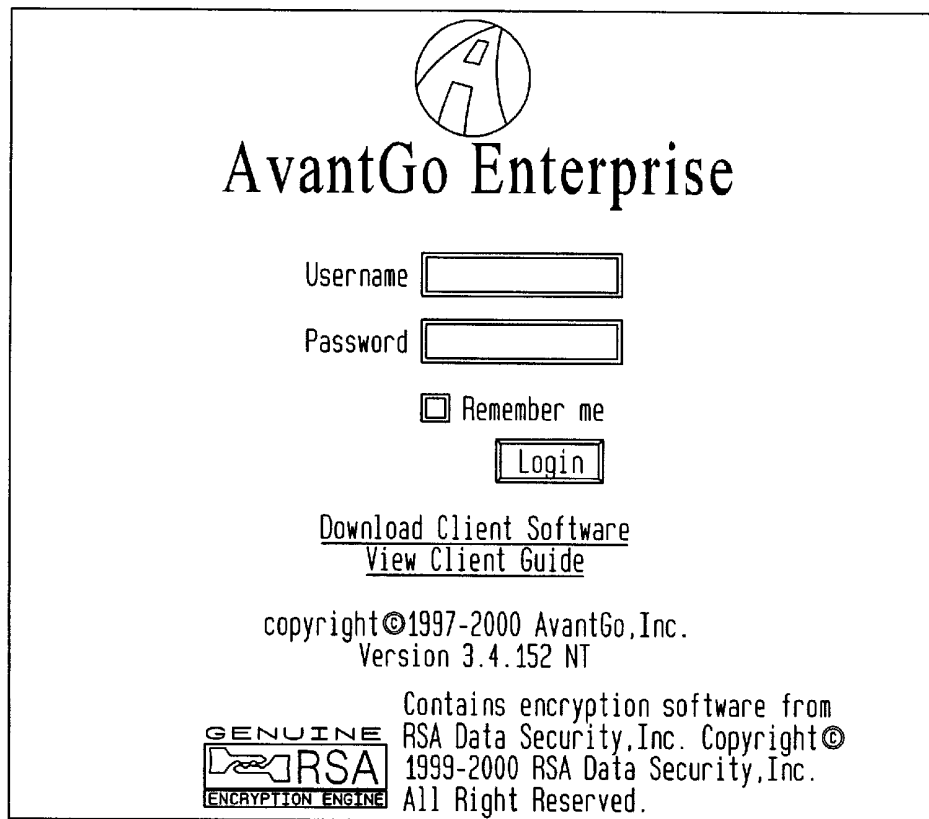 AvantGo Enterprise
Username
Password
Remember me
Login
Download Client Software
View Client Guide
copyright©1997-2000 AvantGo,Inc.
Version 3.4.152 NT
GENUINE
RSA
ENCRYPTION ENGINE
Contains encryption software from
RSA Data Security,Inc. Copyright©
1999-2000 RSA Data Security,Inc.
All Right Reserved.